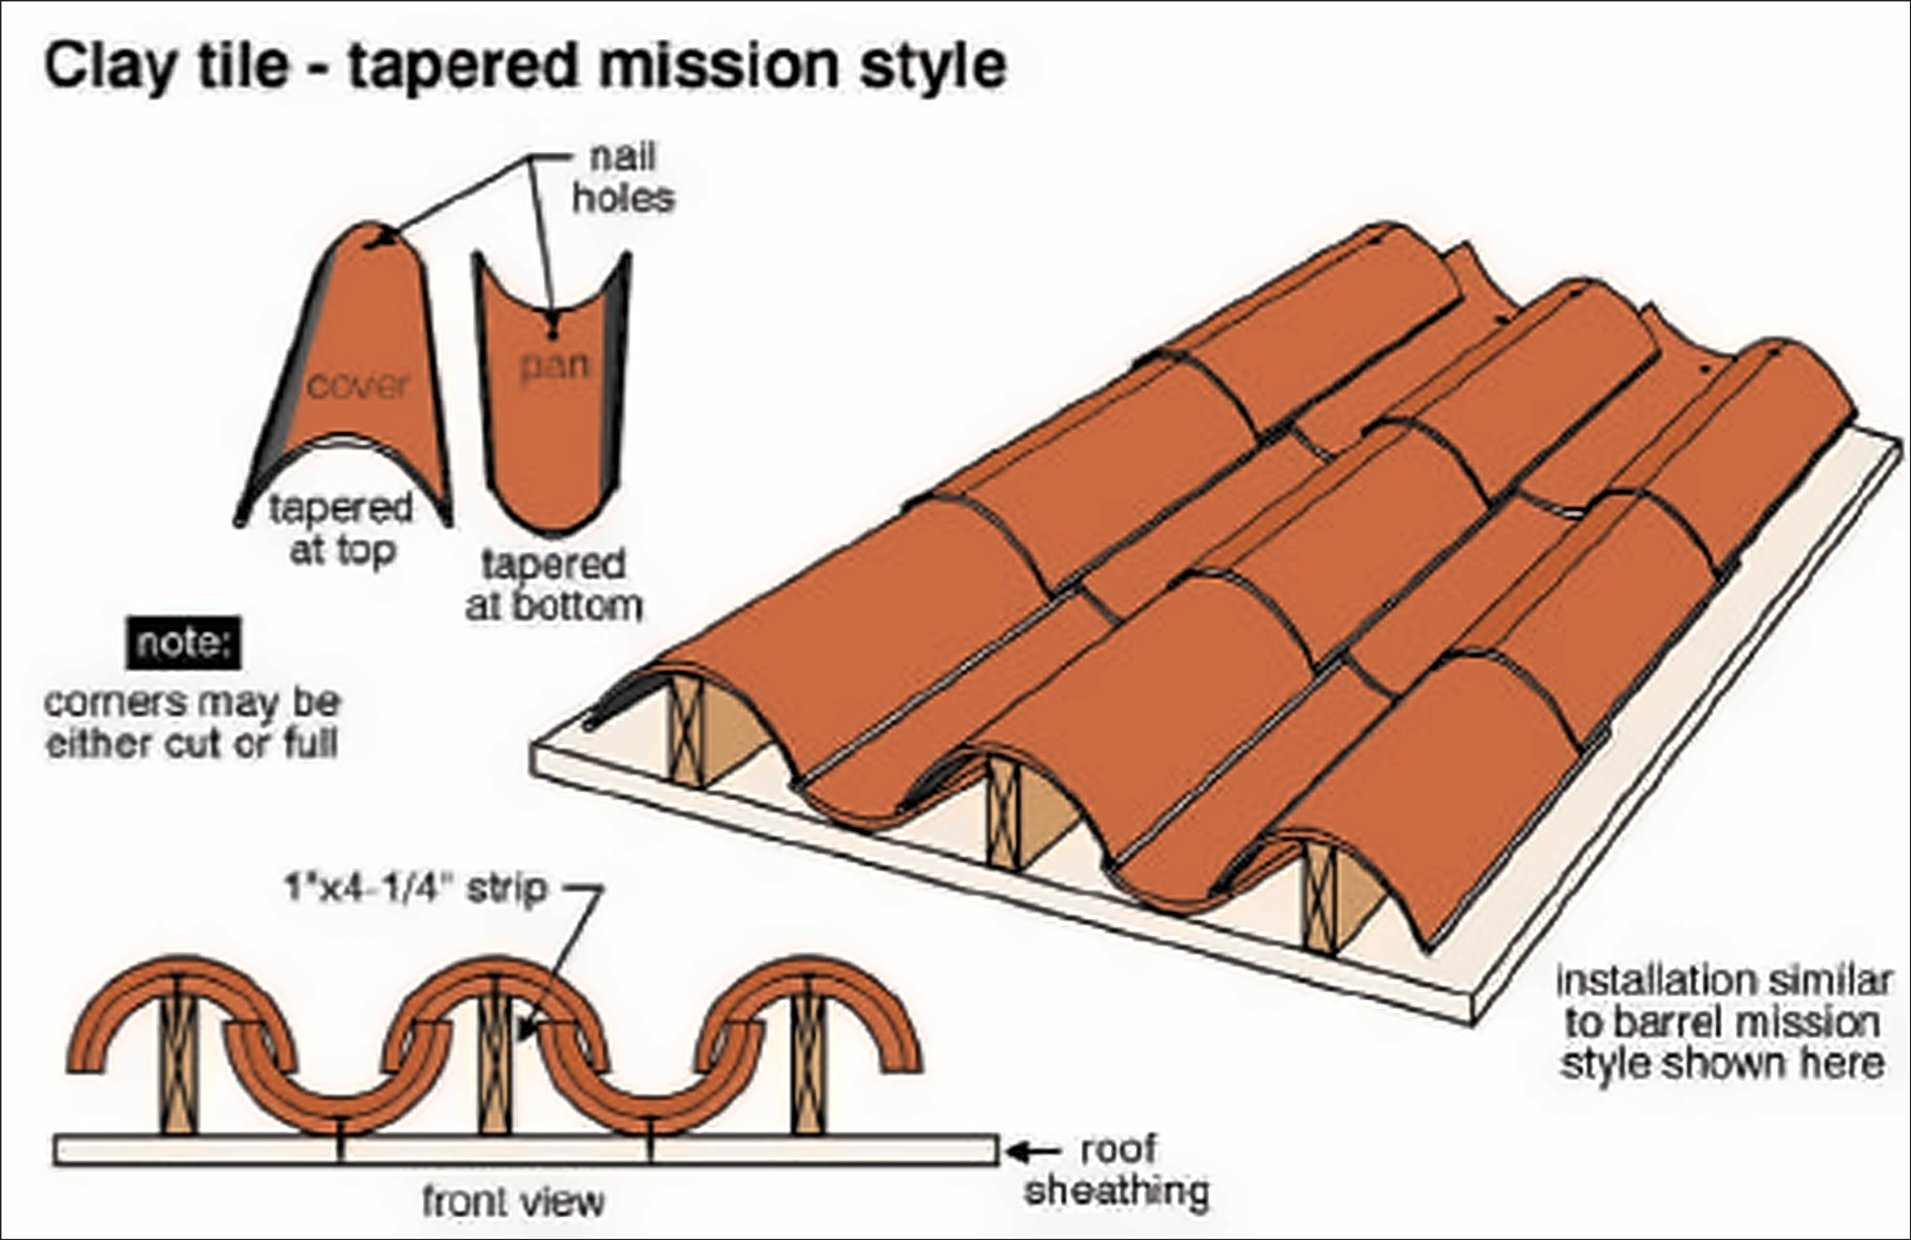 Clay tile - tapered mission style
nail
holes
cover
pan
tapered
at top
tapered
at bottom
note:
corners may be
either cut or full
1"x4-1/4" strip
installation similar
to barrel mission
style shown here
roof
sheathing
front view